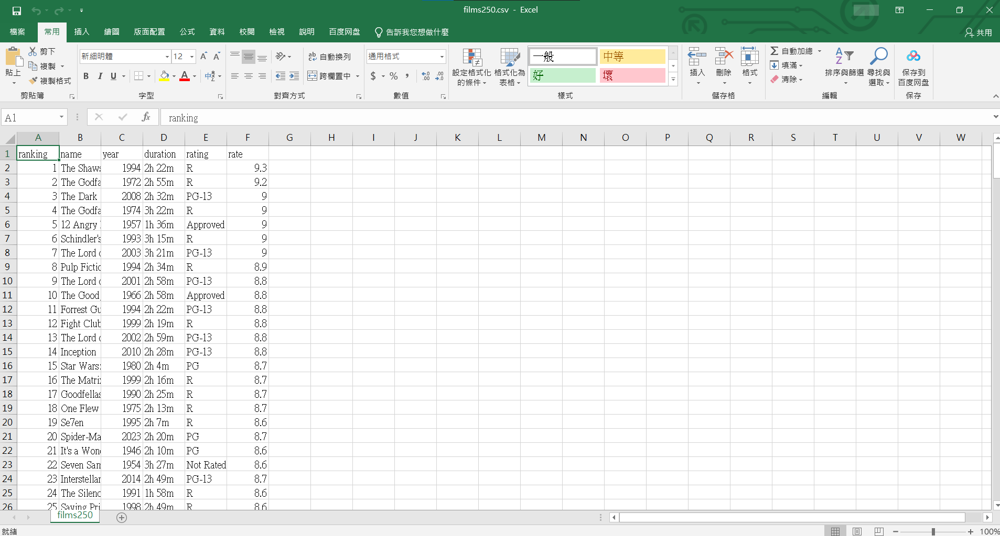 films250.csv - Excel
檔案 常用 插入 繪圖 版面配置 公式 資料 校閱 檢視 說明 百度网盘 告訴我您想做什麼 共用
貼上 剪下 複製 複製格式 剪貼簿
新細明體 12 B I U A 中 字型
ab 自動換列 跨欄置中 對齊方式
通用格式 $ % , .00 .00 數值
設定格式化的條件 格式化為表格 一般 中等 好 壞 樣式
插入 刪除 格式 儲存格
Σ 自動加總 填滿 清除 排序與篩選 尋找與選取 編輯
保存到百度网盘 保存
A1 fx ranking
A B C D E F G H I J K L M N O P Q R S T U V W
1 ranking name year duration rating rate
2 1 The Shaws 1994 2h 22m R 9.3
3 2 The Godfa 1972 2h 55m R 9.2
4 3 The Dark 2008 2h 32m PG-13 9
5 4 The Godfa 1974 3h 22m R 9
6 5 12 Angry 1957 1h 36m Approved 9
7 6 Schindler's 1993 3h 15m R 9
8 7 The Lord o 2003 3h 21m PG-13 9
9 8 Pulp Fictio 1994 2h 34m R 8.9
10 9 The Lord o 2001 2h 58m PG-13 8.8
11 10 The Good, 1966 2h 58m Approved 8.8
12 11 Forrest Gu 1994 2h 22m PG-13 8.8
13 12 Fight Club 1999 2h 19m R 8.8
14 13 The Lord o 2002 2h 59m PG-13 8.8
15 14 Inception 2010 2h 28m PG-13 8.8
16 15 Star Wars: 1980 2h 4m PG 8.7
17 16 The Matri 1999 2h 16m R 8.7
18 17 Goodfellas 1990 2h 25m R 8.7
19 18 One Flew 1975 2h 13m R 8.7
20 19 Se7en 1995 2h 7m R 8.6
21 20 Spider-Ma 2023 2h 20m PG 8.7
22 21 It's a Won 1946 2h 10m PG 8.6
23 22 Seven Sam 1954 3h 27m Not Rated 8.6
24 23 Interstellar 2014 2h 49m PG-13 8.7
25 24 The Silenc 1991 1h 58m R 8.6
26 25 Saving Pri 1998 2h 49m R 8.6
films250
就緒 100%